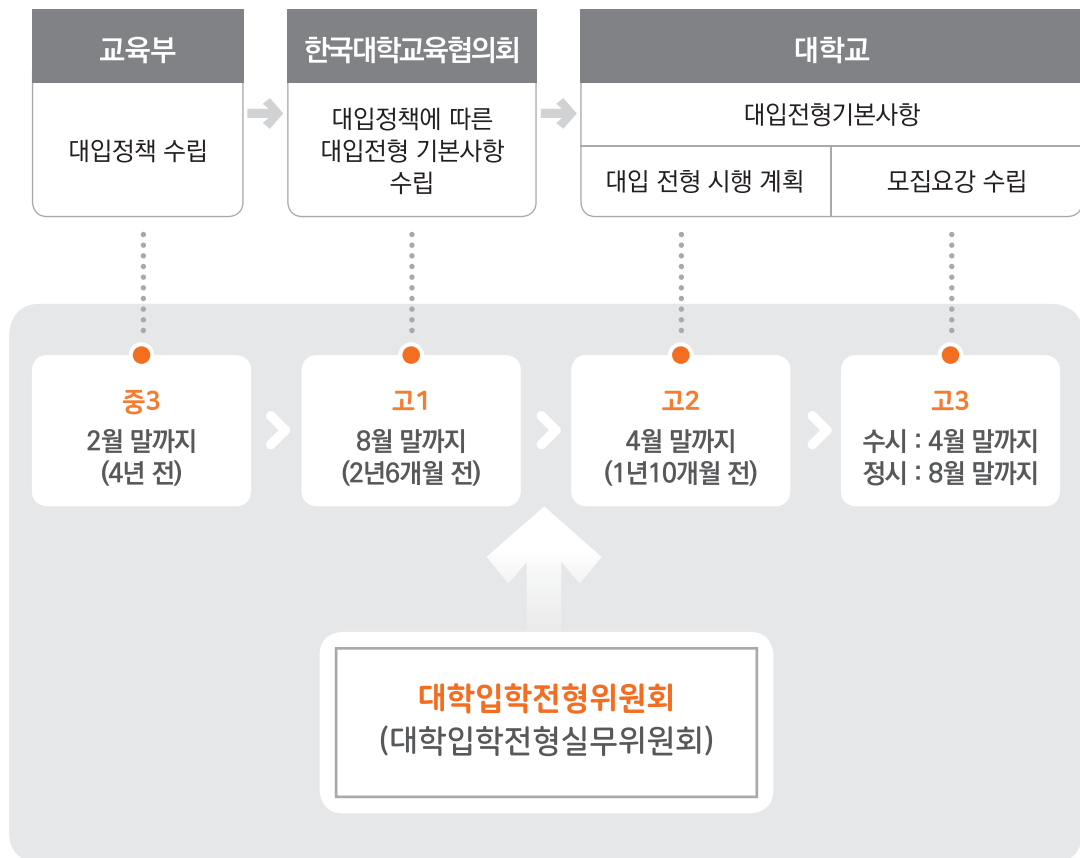 교육부
한국대학교육협의회
대학교
대입정책 수립
대입정책에 따른
대입전형 기본사항
수립
대입전형기본사항
대입 전형 시행 계획
모집요강 수립
중3
2월 말까지
(4년 전)
고1
8월 말까지
(2년6개월 전)
고2
4월 말까지
(1년10개월 전)
고3
수시 : 4월 말까지
정시 : 8월 말까지
대학입학전형위원회
(대학입학전형실무위원회)